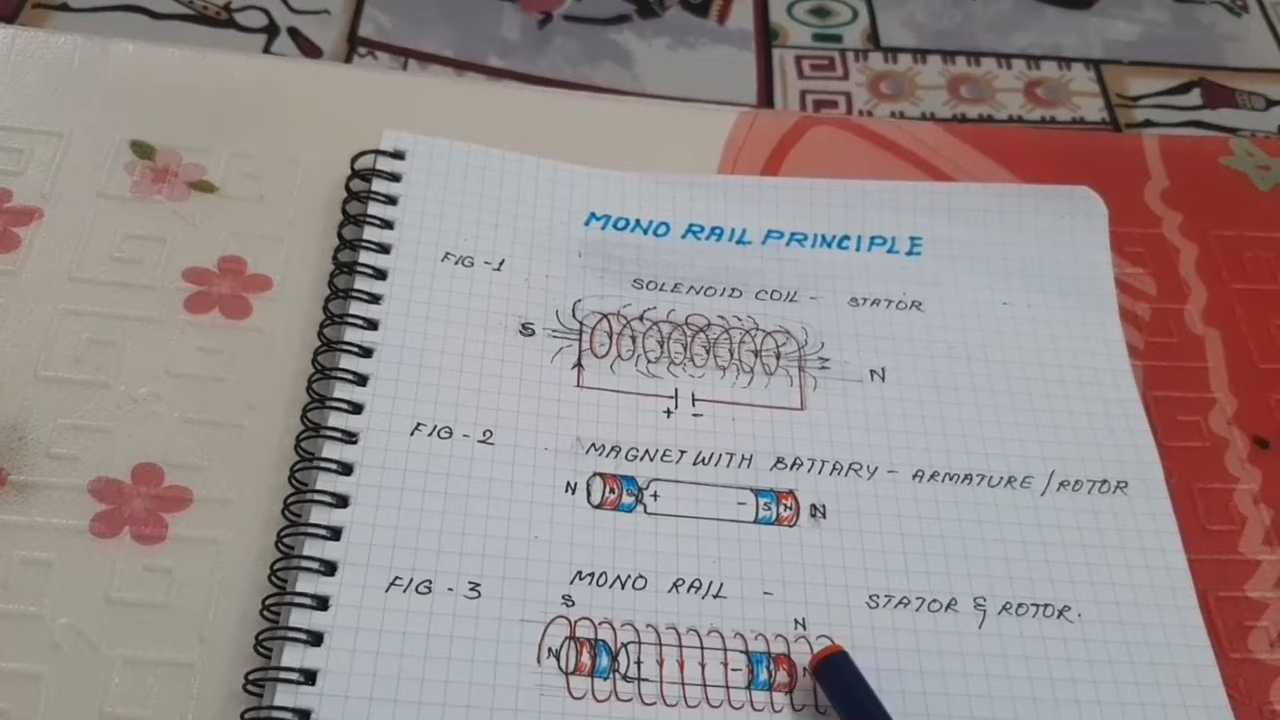 MONO RAIL PRINCIPLE
FIG-1
SOLENOID COIL - STATOR
S
N
+ -
FIG-2
MAGNET WITH BATTARY - ARMATURE/ROTOR
N + - S N N
FIG-3
MONO RAIL - STATOR & ROTOR.
S N
N + -